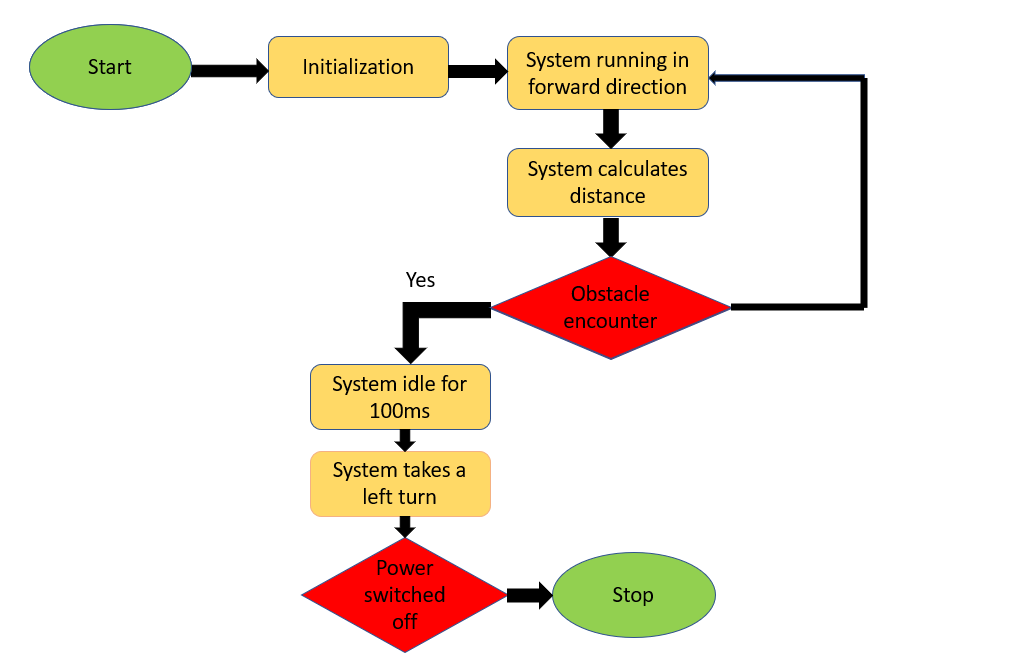 Start
Initialization
System running in
forward direction
System calculates
distance
Obstacle
encounter
Yes
System idle for
100ms
System takes a
left turn
Power
switched
off
Stop